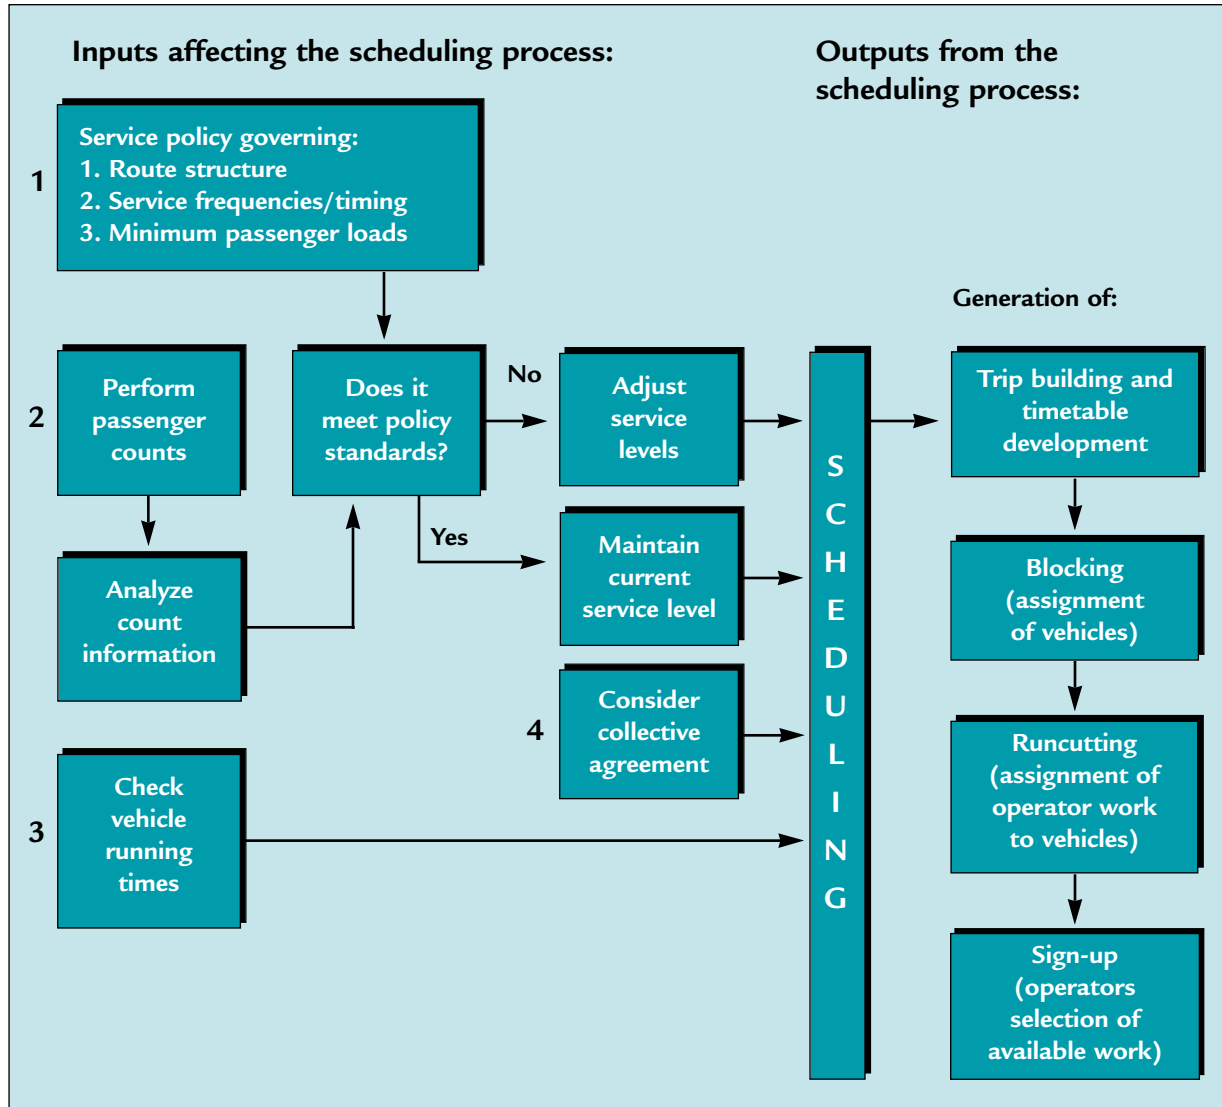 Inputs affecting the scheduling process:
Outputs from the
scheduling process:
1
Service policy governing:
1. Route structure
2. Service frequencies/timing
3. Minimum passenger loads
Generation of:
2
Perform
passenger
counts
Does it
meet policy
standards?
No
Adjust
service
levels
Yes
Analyze
count
information
Maintain
current
service level
4
Consider
collective
agreement
3
Check
vehicle
running
times
S
C
H
E
D
U
L
I
N
G
Trip building and
timetable
development
Blocking
(assignment
of vehicles)
Runcutting
(assignment of
operator work
to vehicles)
Sign-up
(operators
selection of
available work)